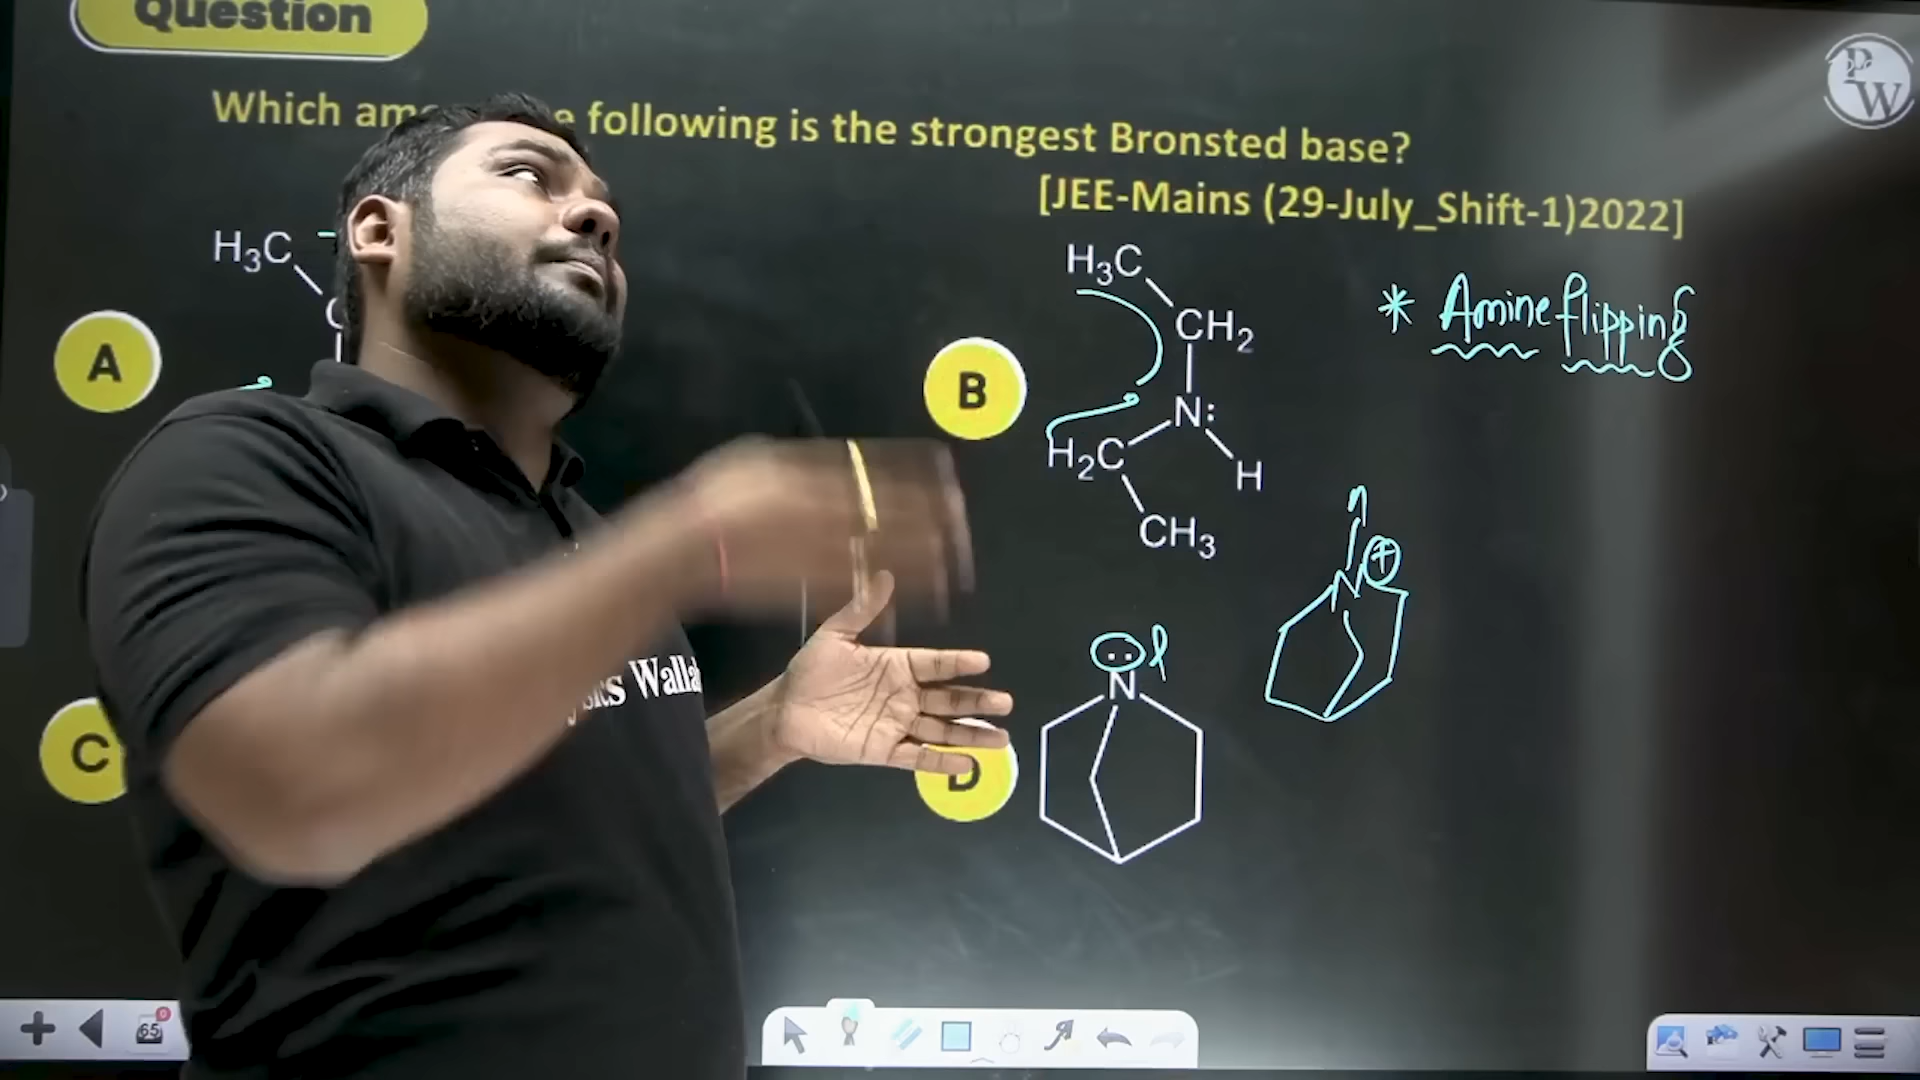 Question
Which following is the strongest Bronsted base?
[JEE-Mains (29-July_Shift-1)2022]
H3C
A
B
H3C
CH2
N:
H2C
H
CH3
* Amine flipping
C
D
N
N
Wallah
65
PW